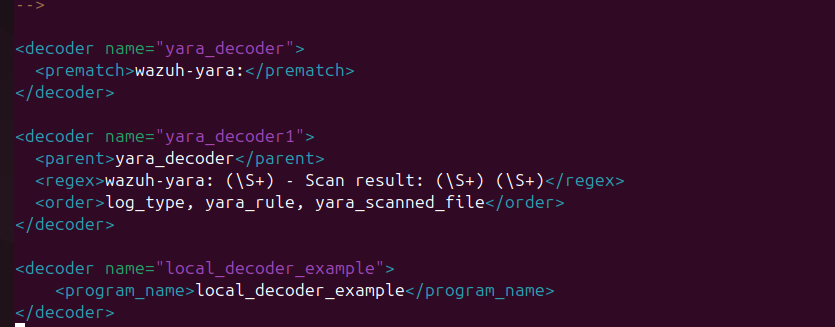 -->
<decoder name="yara_decoder">
  <prematch>wazuh-yara:</prematch>
</decoder>
<decoder name="yara_decoder1">
  <parent>yara_decoder</parent>
  <regex>wazuh-yara: (\S+) - Scan result: (\S+) (\S+)</regex>
  <order>log_type, yara_rule, yara_scanned_file</order>
</decoder>
<decoder name="local_decoder_example">
    <program_name>local_decoder_example</program_name>
</decoder>